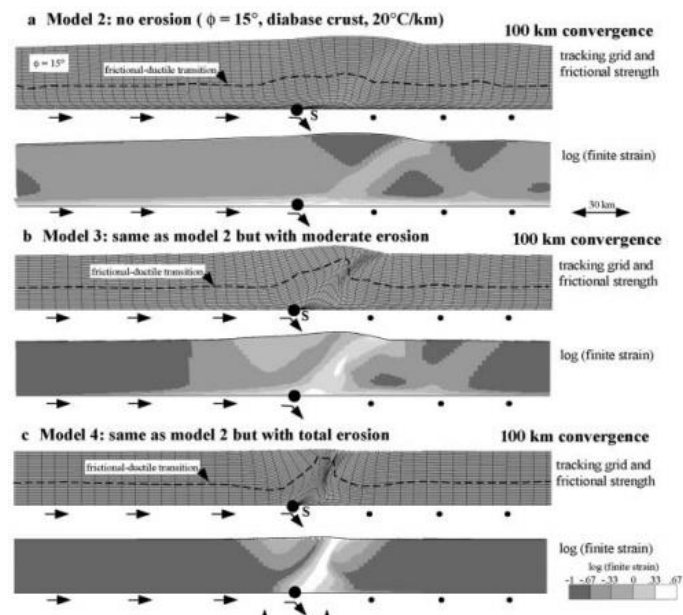 a Model 2: no erosion ( ϕ = 15°, diabase crust, 20°C/km)
100 km convergence
tracking grid and
frictional strength
ϕ = 15°
frictional-ductile transition
S
log (finite strain)
30 km
b Model 3: same as model 2 but with moderate erosion
100 km convergence
tracking grid and
frictional strength
frictional-ductile transition
S
log (finite strain)
c Model 4: same as model 2 but with total erosion
100 km convergence
tracking grid and
frictional strength
frictional-ductile transition
S
log (finite strain)
log (finite strain)
-1 -.67 -.33 0 .33 .67